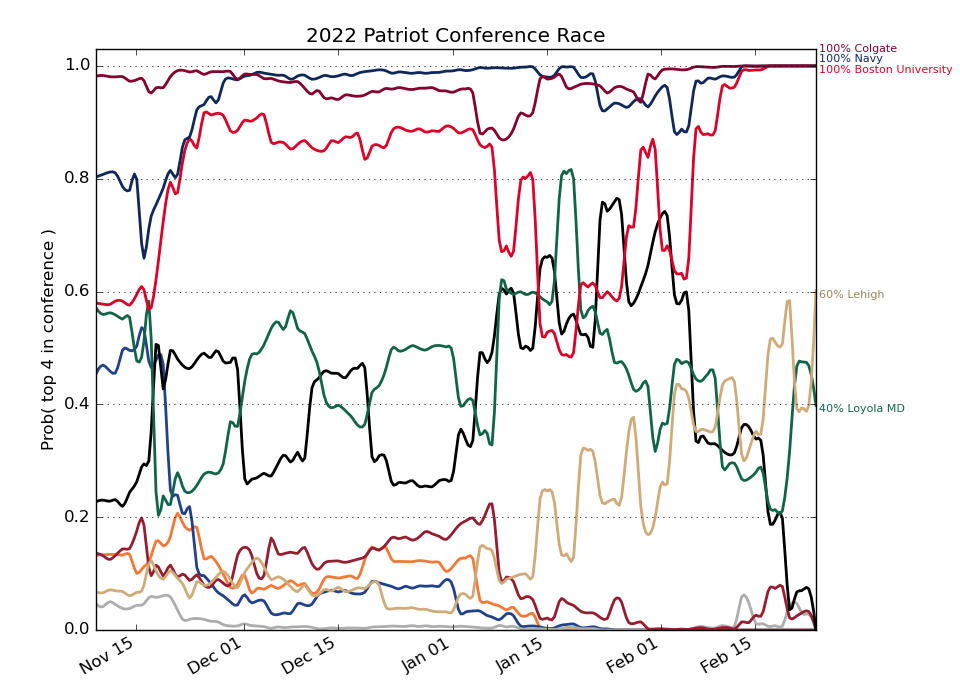 2022 Patriot Conference Race
100% Colgate
100% Navy
100% Boston University
60% Lehigh
40% Loyola MD
Prob( top 4 in conference )
1.0
0.8
0.6
0.4
0.2
0.0
Nov 15
Dec 01
Dec 15
Jan 01
Jan 15
Feb 01
Feb 15